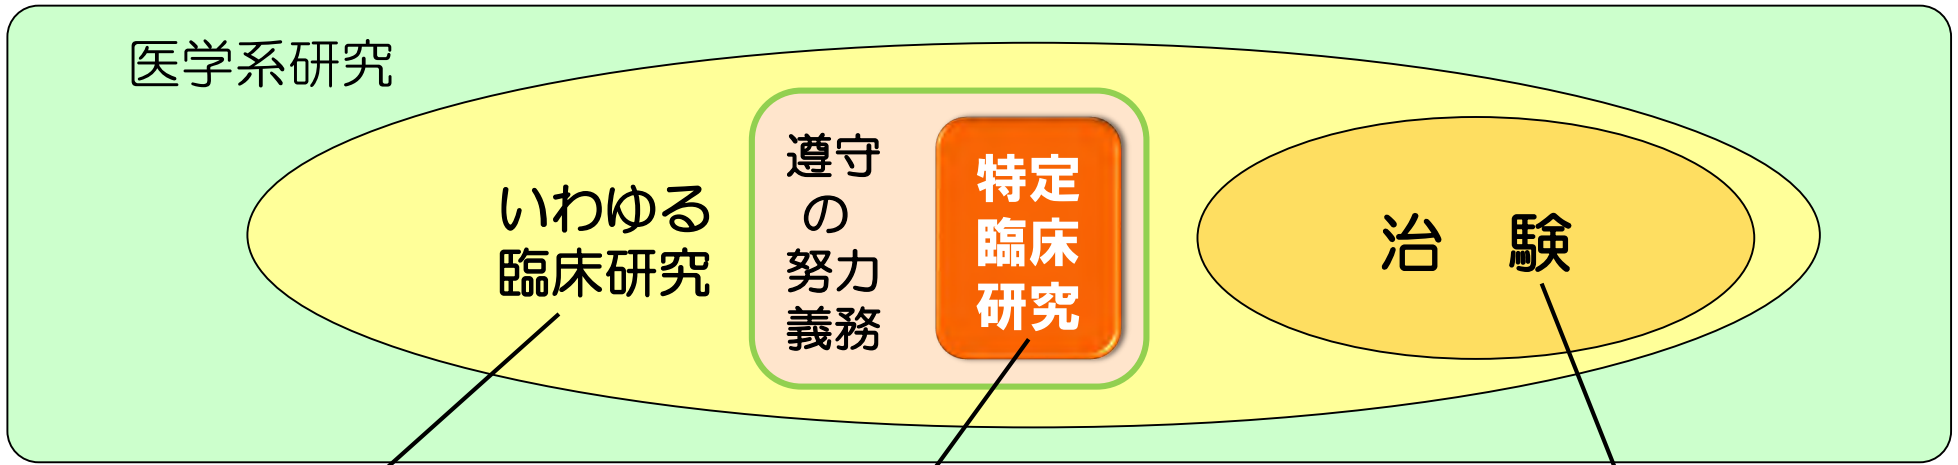 医学系研究
いわゆる
臨床研究
遵守
の
努力
義務
特定
臨床
研究
治　験